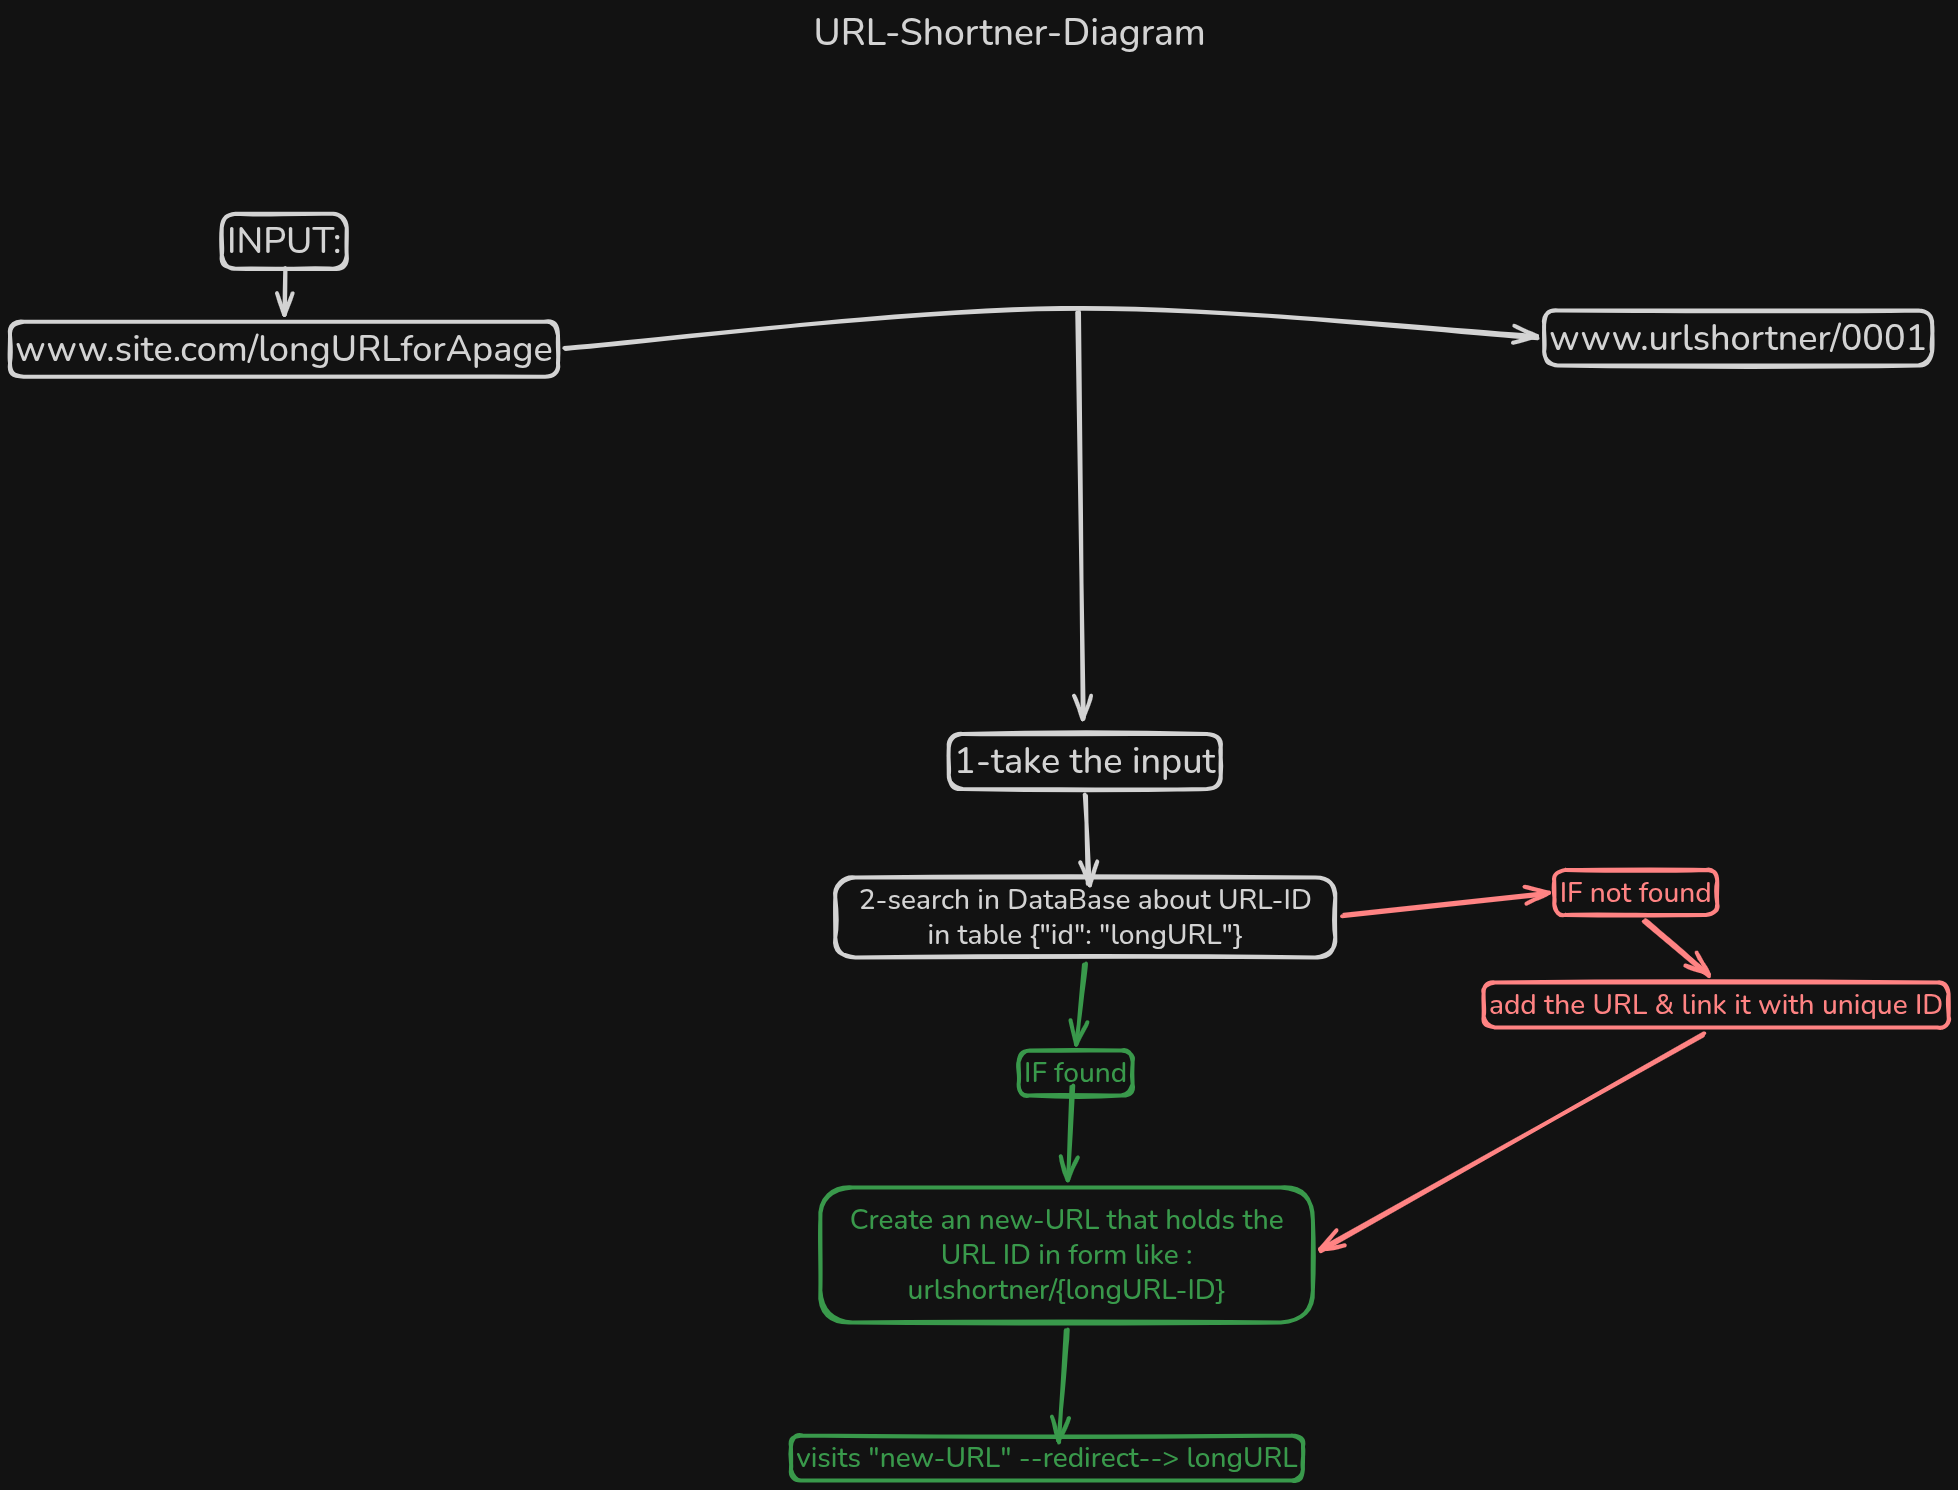 URL-Shortner-Diagram
INPUT:
www.site.com/longURLforApage
www.urlshortner/0001
1-take the input
2-search in DataBase about URL-ID
in table {"id": "longURL"}
IF not found
add the URL & link it with unique ID
IF found
Create an new-URL that holds the
URL ID in form like :
urlshortner/{longURL-ID}
visits "new-URL" --redirect--> longURL